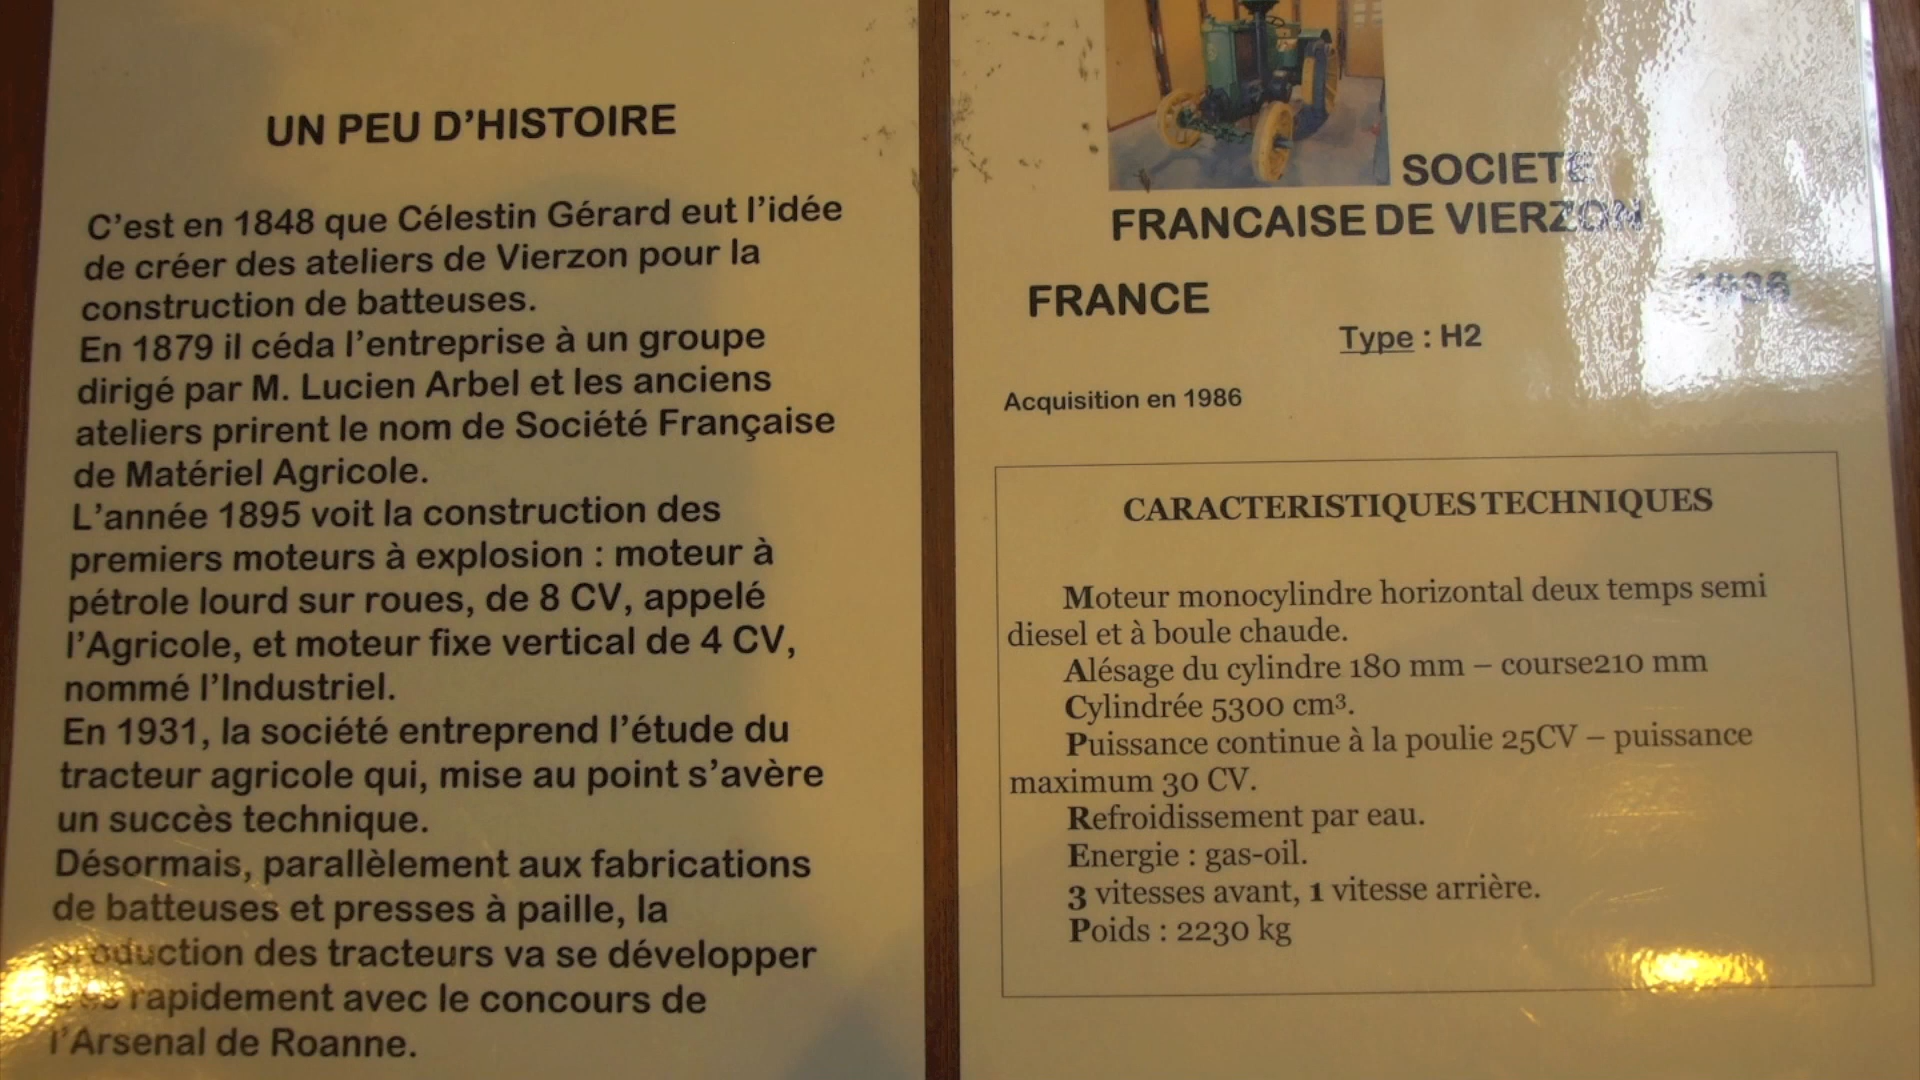 UN PEU D'HISTOIRE
C'est en 1848 que Célestin Gérard eut l'idée
de créer des ateliers de Vierzon pour la
construction de batteuses.
En 1879 il céda l'entreprise à un groupe
dirigé par M. Lucien Arbel et les anciens
ateliers prirent le nom de Société Française
de Matériel Agricole.
L'année 1895 voit la construction des
premiers moteurs à explosion : moteur à
pétrole lourd sur roues, de 8 CV, appelé
l'Agricole, et moteur fixe vertical de 4 CV,
nommé l'Industriel.
En 1931, la société entreprend l'étude du
tracteur agricole qui, mise au point s'avère
un succès technique.
Désormais, parallèlement aux fabrications
de batteuses et presses à paille, la
production des tracteurs va se développer
rapidement avec le concours de
l'Arsenal de Roanne.
SOCIETE
FRANCAISE DE VIERZON
FRANCE
Type : H2
Acquisition en 1986
CARACTERISTIQUES TECHNIQUES
Moteur monocylindre horizontal deux temps semi
diesel et à boule chaude.
Alésage du cylindre 180 mm – course210 mm
Cylindrée 5300 cm³.
Puissance continue à la poulie 25CV – puissance
maximum 30 CV.
Refroidissement par eau.
Energie : gas-oil.
3 vitesses avant, 1 vitesse arrière.
Poids : 2230 kg